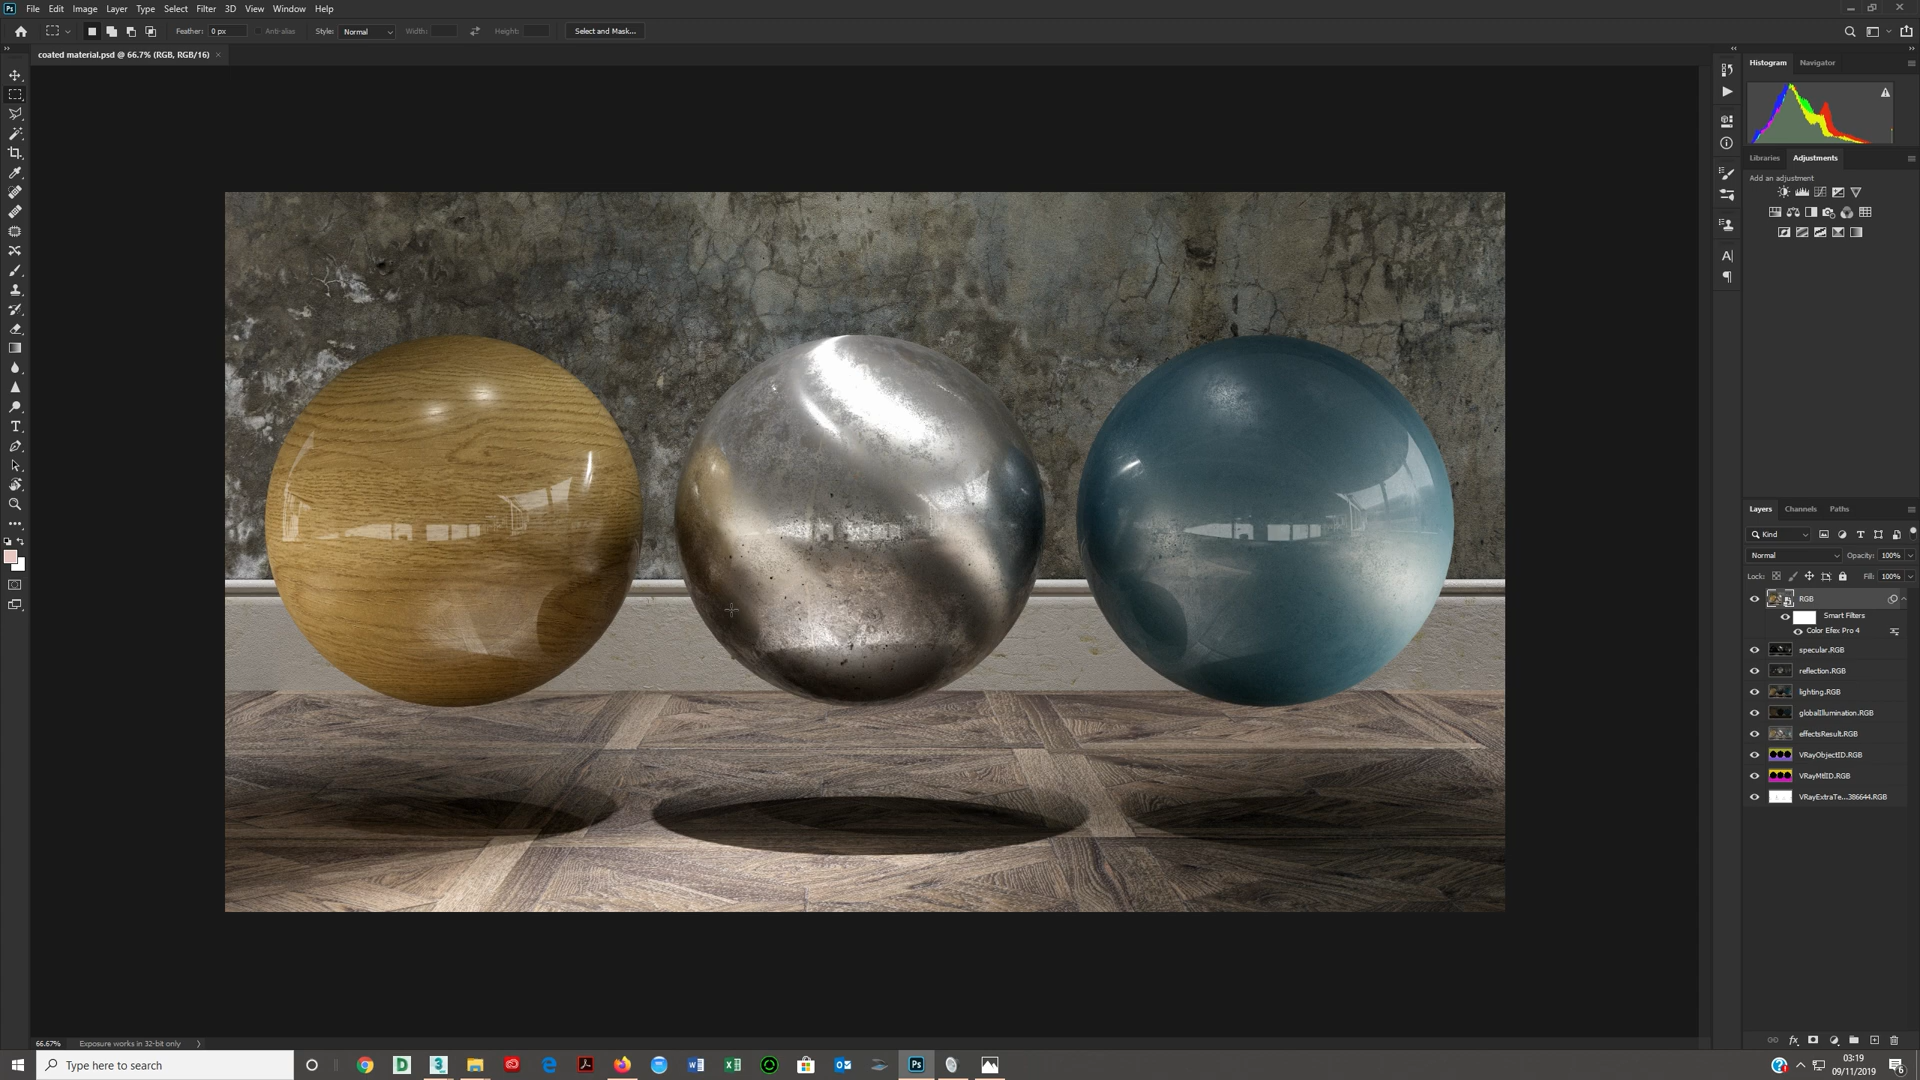 Ps File Edit Image Layer Type Select Filter 3D View Window Help
Feather: 0 px Anti-alias Style: Normal Width: Height: Select and Mask...
coated material.psd @ 66.7% (RGB, RGB/16) ×
Histogram Navigator
Libraries Adjustments
Add an adjustment
Layers Channels Paths
Kind
Normal Opacity: 100%
Lock: Fill: 100%
RGB
Smart Filters
Color Efex Pro 4
specular.RGB
reflection.RGB
lighting.RGB
globalIllumination.RGB
effectsResult.RGB
VRayObjectID.RGB
VRayMtlID.RGB
VRayExtraTe...386644.RGB
66.67% Exposure works in 32-bit only
Type here to search
03:19
09/11/2019